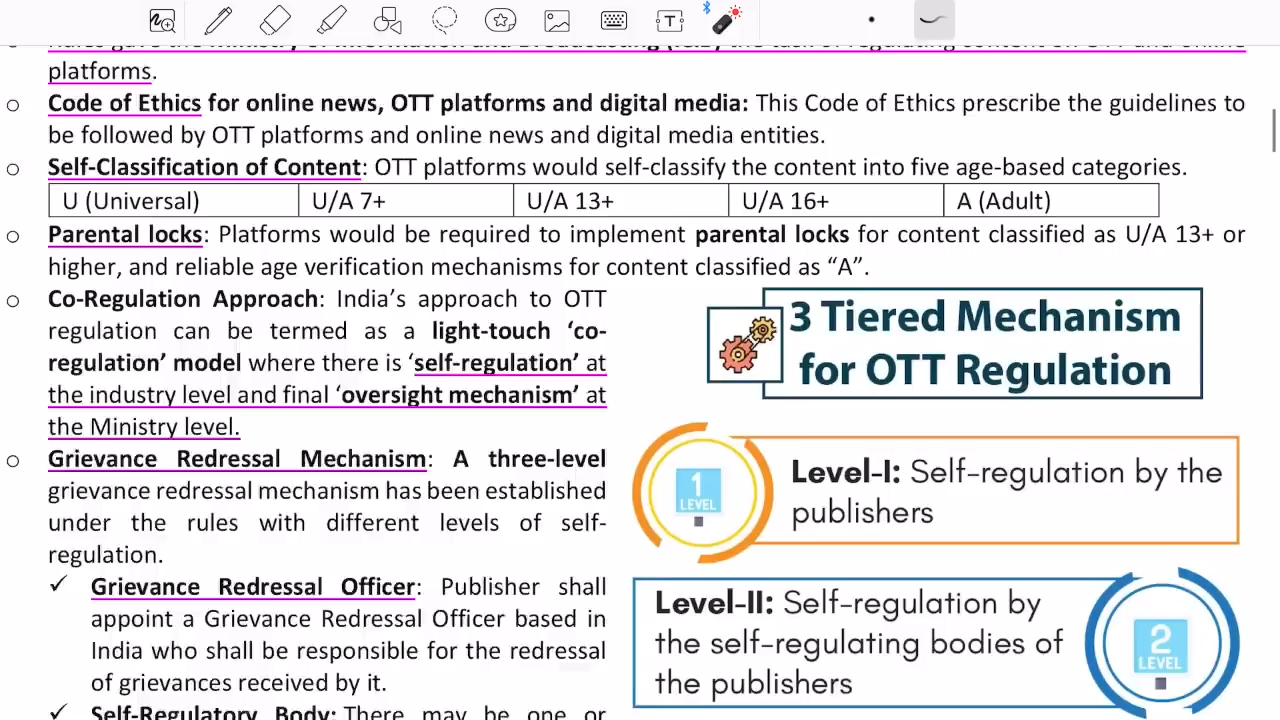 platforms.
o Code of Ethics for online news, OTT platforms and digital media: This Code of Ethics prescribe the guidelines to
be followed by OTT platforms and online news and digital media entities.
o Self-Classification of Content: OTT platforms would self-classify the content into five age-based categories.
U (Universal) U/A 7+ U/A 13+ U/A 16+ A (Adult)
o Parental locks: Platforms would be required to implement parental locks for content classified as U/A 13+ or
higher, and reliable age verification mechanisms for content classified as “A”.
o Co-Regulation Approach: India’s approach to OTT
regulation can be termed as a light-touch ‘co-
regulation’ model where there is ‘self-regulation’ at
the industry level and final ‘oversight mechanism’ at
the Ministry level.
o Grievance Redressal Mechanism: A three-level
grievance redressal mechanism has been established
under the rules with different levels of self-
regulation.
✓ Grievance Redressal Officer: Publisher shall
appoint a Grievance Redressal Officer based in
India who shall be responsible for the redressal
of grievances received by it.
✓ Self-Regulatory Body: There may be one or
3 Tiered Mechanism
for OTT Regulation
1
LEVEL
Level-I: Self-regulation by the
publishers
Level-II: Self-regulation by
the self-regulating bodies of
the publishers
2
LEVEL
T